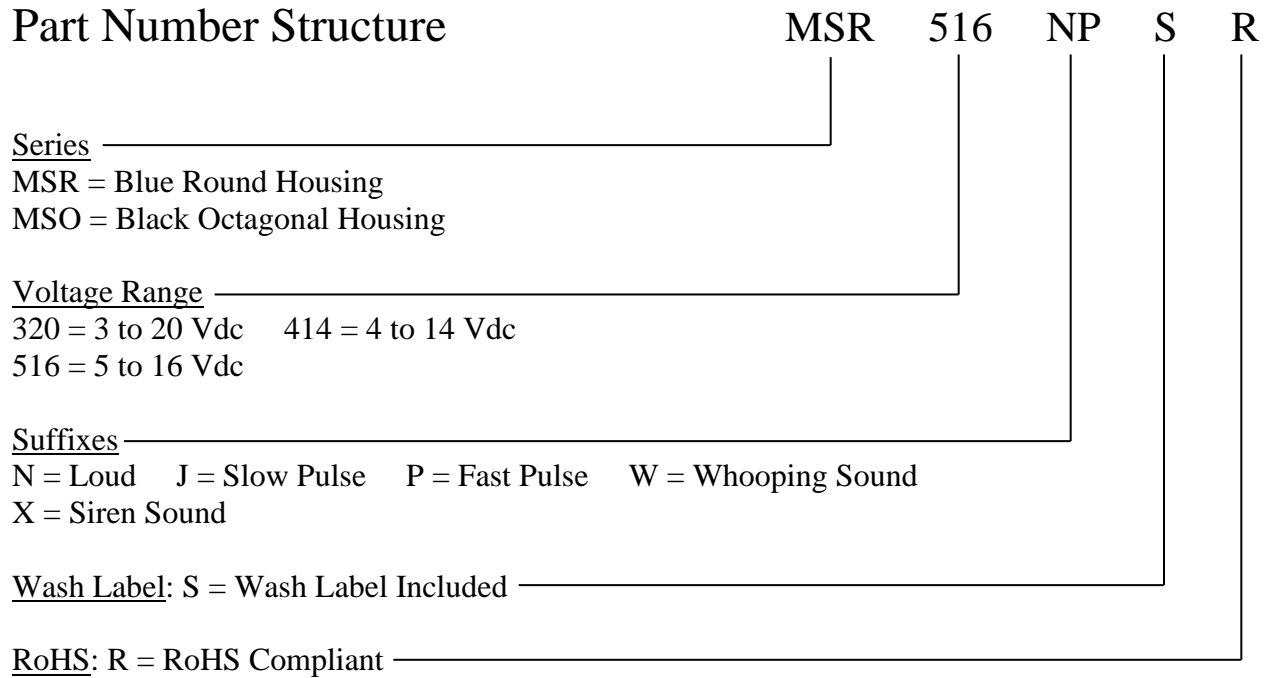 Part Number Structure MSR 516 NP S R
Series
MSR = Blue Round Housing
MSO = Black Octagonal Housing
Voltage Range
320 = 3 to 20 Vdc 414 = 4 to 14 Vdc
516 = 5 to 16 Vdc
Suffixes
N = Loud J = Slow Pulse P = Fast Pulse W = Whooping Sound
X = Siren Sound
Wash Label: S = Wash Label Included
RoHS: R = RoHS Compliant